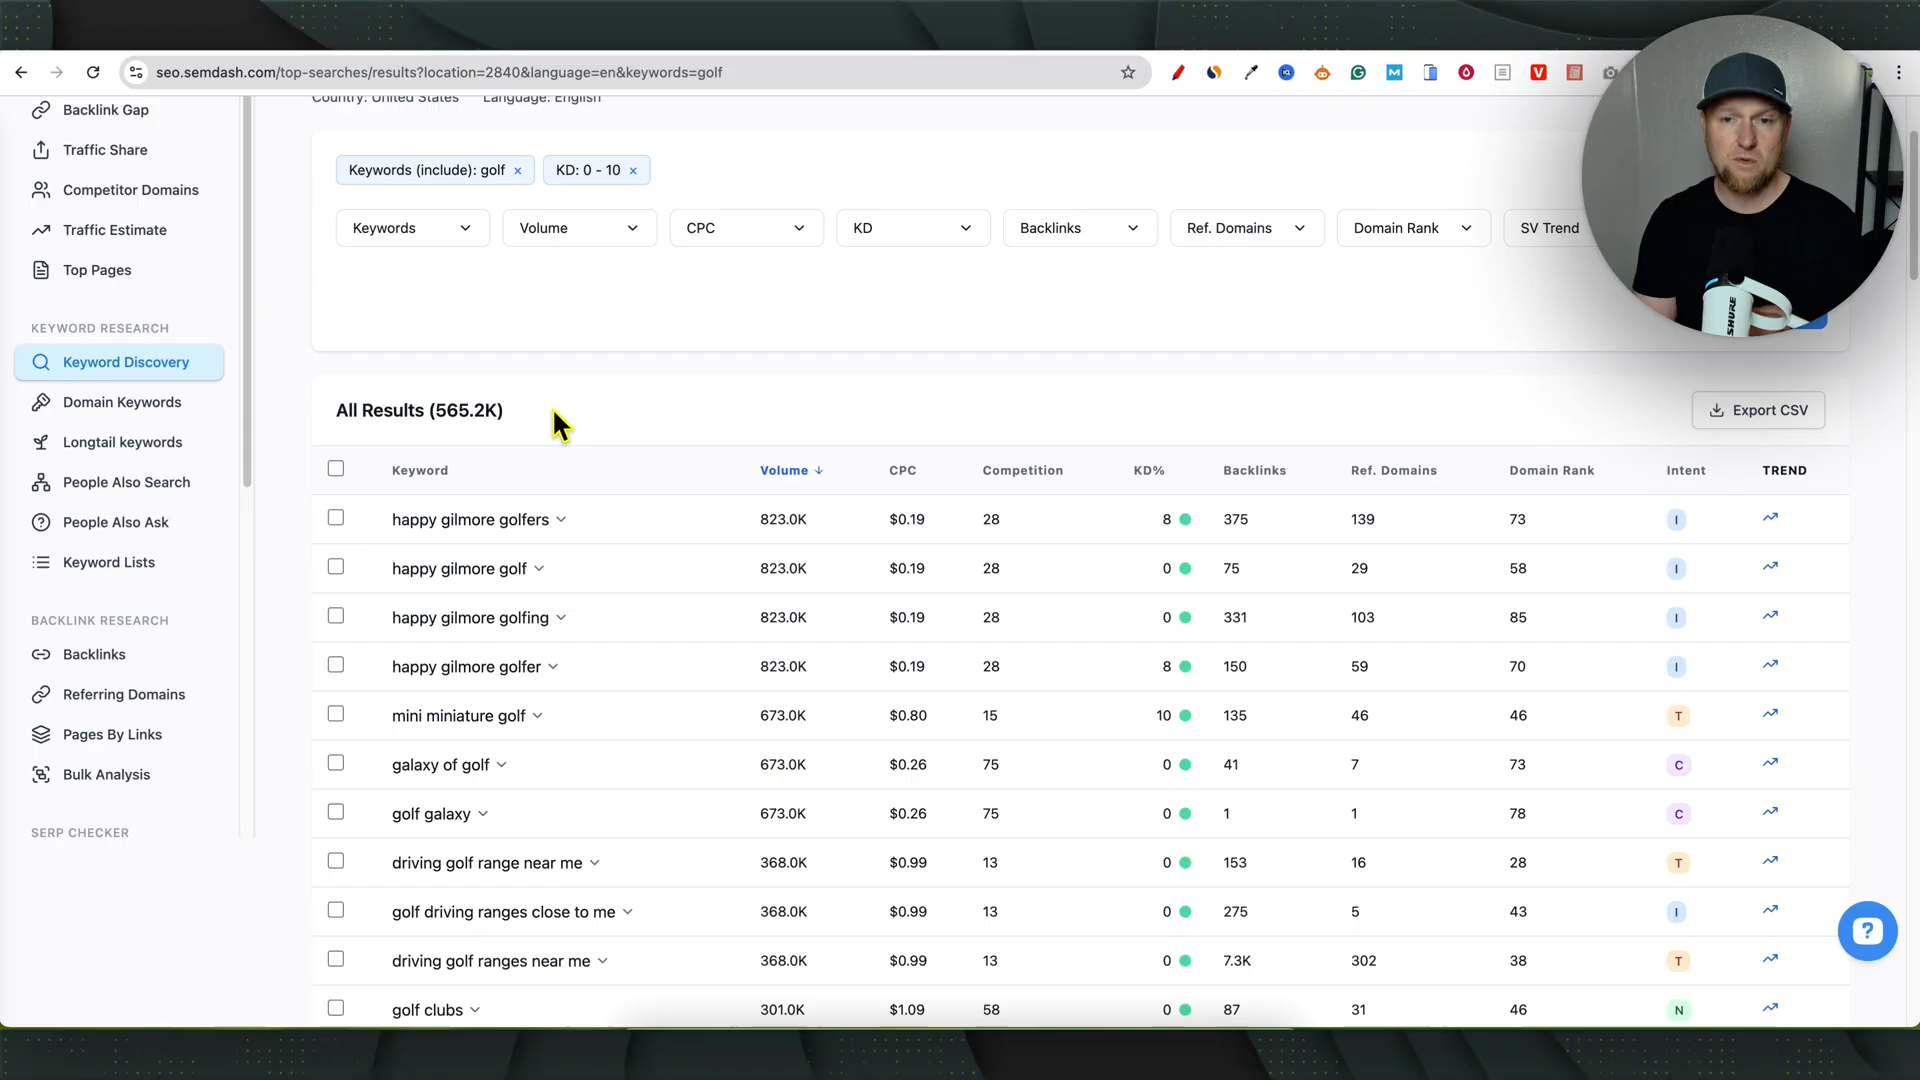 seo.semdash.com/top-searches/results?location=2840&language=en&keywords=golf
Country: United States Language: English
Backlink Gap
Traffic Share
Competitor Domains
Traffic Estimate
Top Pages
KEYWORD RESEARCH
Keyword Discovery
Domain Keywords
Longtail keywords
People Also Search
People Also Ask
Keyword Lists
BACKLINK RESEARCH
Backlinks
Referring Domains
Pages By Links
Bulk Analysis
SERP CHECKER
Keywords (include): golf × KD: 0 - 10 ×
Keywords Volume CPC KD Backlinks Ref. Domains Domain Rank SV Trend
SHURE
All Results (565.2K)
Export CSV
Keyword Volume CPC Competition KD% Backlinks Ref. Domains Domain Rank Intent TREND
happy gilmore golfers 823.0K $0.19 28 8 375 139 73 I
happy gilmore golf 823.0K $0.19 28 0 75 29 58 I
happy gilmore golfing 823.0K $0.19 28 0 331 103 85 I
happy gilmore golfer 823.0K $0.19 28 8 150 59 70 I
mini miniature golf 673.0K $0.80 15 10 135 46 46 T
galaxy of golf 673.0K $0.26 75 0 41 7 73 C
golf galaxy 673.0K $0.26 75 0 1 1 78 C
driving golf range near me 368.0K $0.99 13 0 153 16 28 T
golf driving ranges close to me 368.0K $0.99 13 0 275 5 43 I
driving golf ranges near me 368.0K $0.99 13 0 7.3K 302 38 T
golf clubs 301.0K $1.09 58 0 87 31 46 N
?